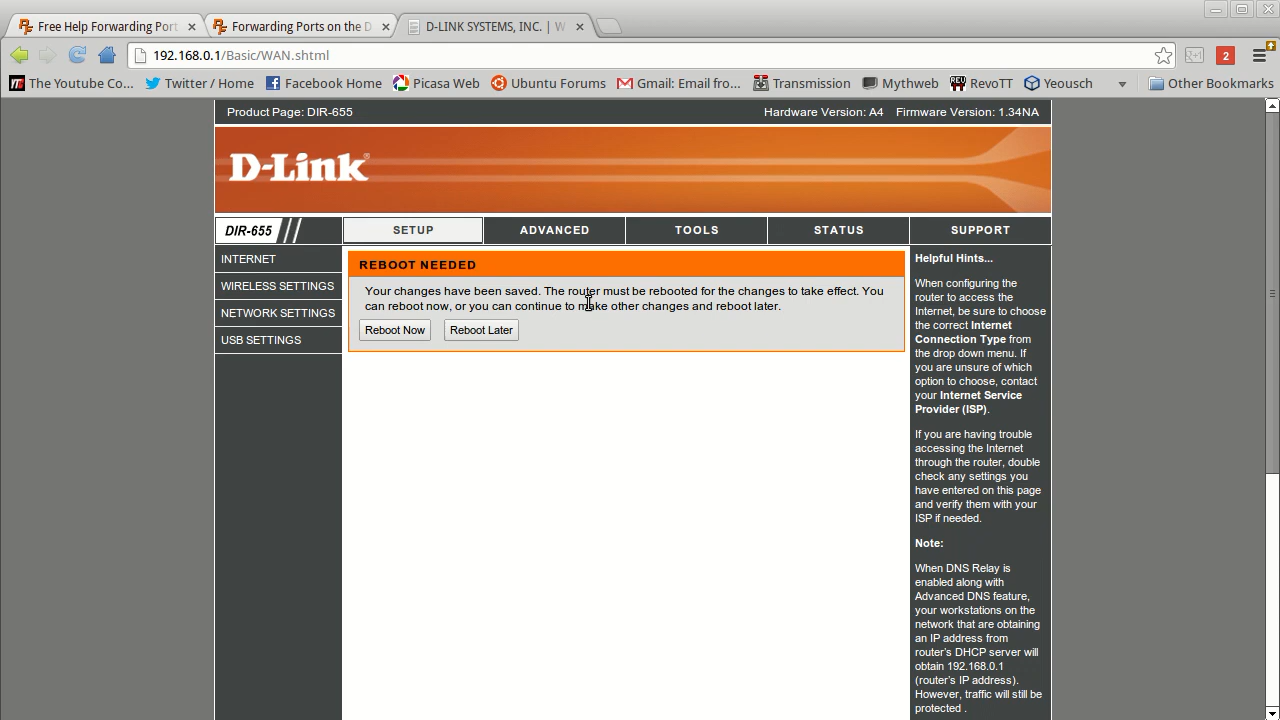 Free Help Forwarding Port
Forwarding Ports on the D
D-LINK SYSTEMS, INC. | W
192.168.0.1/Basic/WAN.shtml
2
The Youtube Co...
Twitter / Home
Facebook Home
Picasa Web
Ubuntu Forums
Gmail: Email fro...
Transmission
Mythweb
RevoTT
Yeousch
Other Bookmarks
Product Page: DIR-655
Hardware Version: A4
Firmware Version: 1.34NA
D-Link
DIR-655
SETUP
ADVANCED
TOOLS
STATUS
SUPPORT
INTERNET
WIRELESS SETTINGS
NETWORK SETTINGS
USB SETTINGS
REBOOT NEEDED
Your changes have been saved. The router must be rebooted for the changes to take effect. You
can reboot now, or you can continue to make other changes and reboot later.
Reboot Now
Reboot Later
Helpful Hints...
When configuring the
router to access the
Internet, be sure to choose
the correct Internet
Connection Type from
the drop down menu. If
you are unsure of which
option to choose, contact
your Internet Service
Provider (ISP).
If you are having trouble
accessing the Internet
through the router, double
check any settings you
have entered on this page
and verify them with your
ISP if needed.
Note:
When DNS Relay is
enabled along with
Advanced DNS feature,
your workstations on the
network that are obtaining
an IP address from
router's DHCP server will
obtain 192.168.0.1
(router's IP address).
However, traffic will still be
protected .